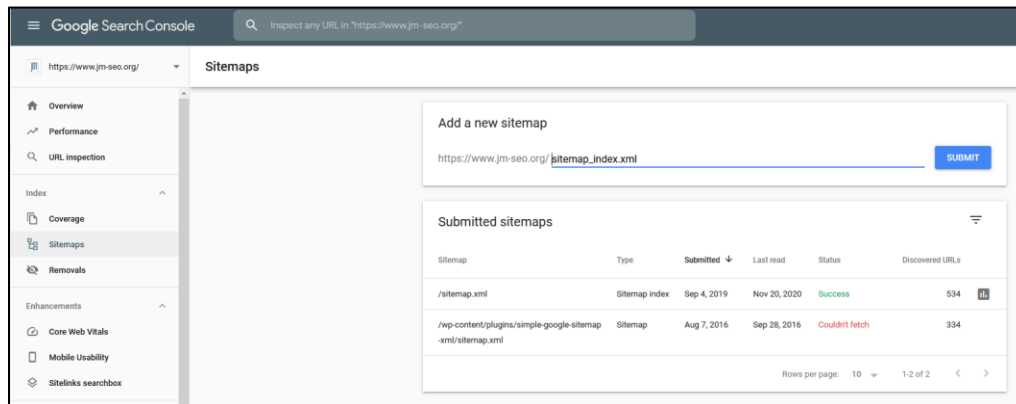 Google Search Console
Inspect any URL in "https://www.jm-seo.org/"
https://www.jm-seo.org/
Sitemaps
Overview
Performance
URL inspection
Index
Coverage
Sitemaps
Removals
Enhancements
Core Web Vitals
Mobile Usability
Sitelinks searchbox
Add a new sitemap
https://www.jm-seo.org/ sitemap_index.xml SUBMIT
Submitted sitemaps
Sitemap Type Submitted Last read Status Discovered URLs
/sitemap.xml Sitemap index Sep 4, 2019 Nov 20, 2020 Success 534
/wp-content/plugins/simple-google-sitemap Sitemap Aug 7, 2016 Sep 28, 2016 Couldn't fetch 334
-xml/sitemap.xml
Rows per page: 10 1-2 of 2